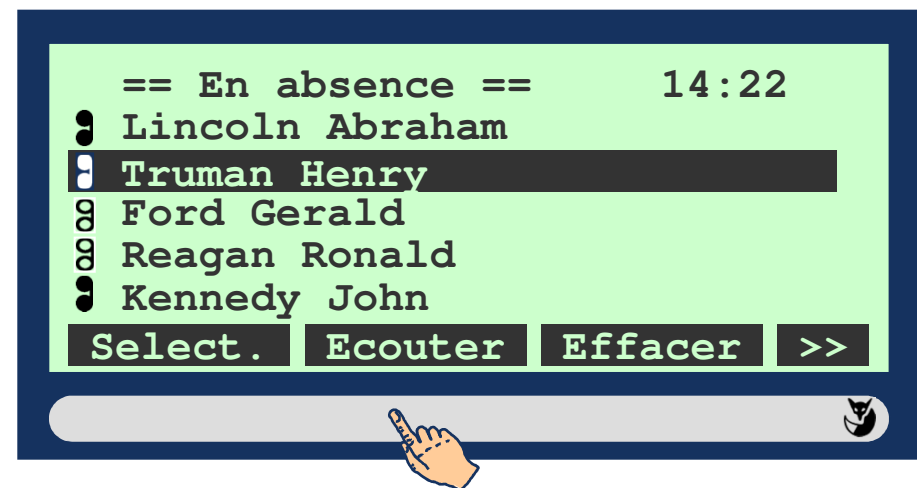 == En absence == 14:22
Lincoln Abraham
Truman Henry
Ford Gerald
Reagan Ronald
Kennedy John
Select. Ecouter Effacer >>